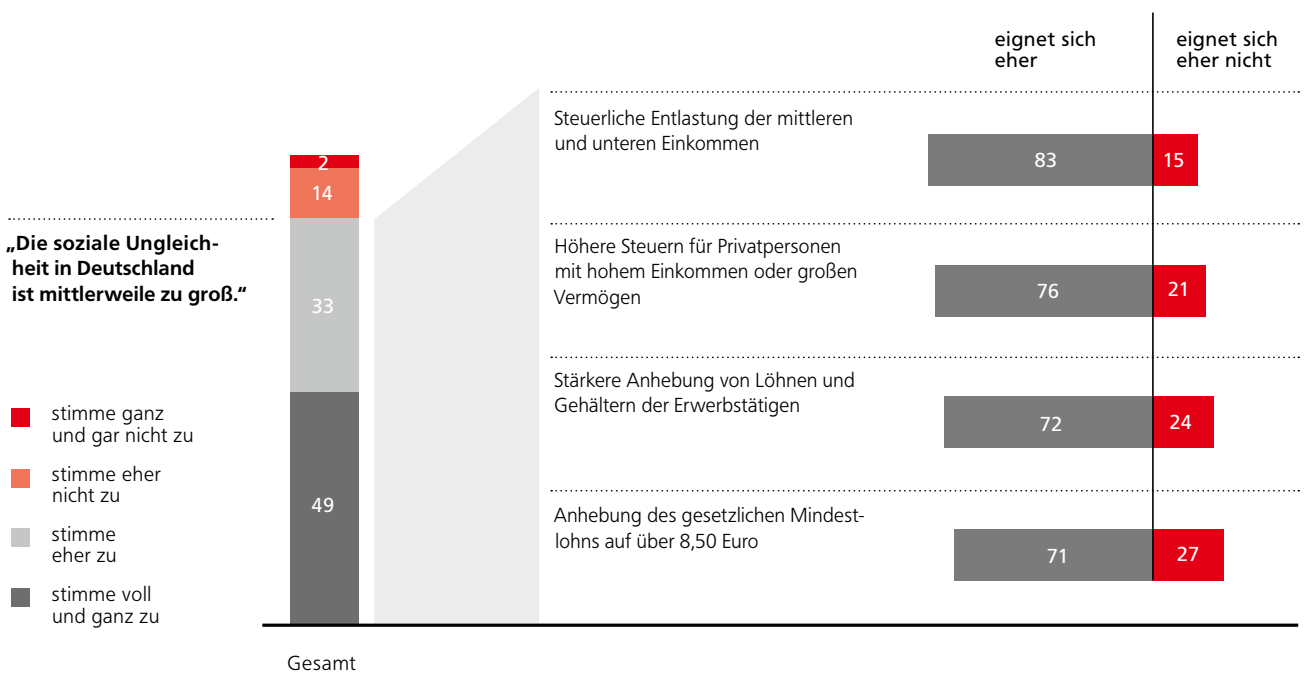 „Die soziale Ungleich-
heit in Deutschland
ist mittlerweile zu groß.“
stimme ganz
und gar nicht zu
stimme eher
nicht zu
stimme
eher zu
stimme voll
und ganz zu
2
14
33
49
Gesamt
eignet sich
eher
eignet sich
eher nicht
Steuerliche Entlastung der mittleren
und unteren Einkommen
83
15
Höhere Steuern für Privatpersonen
mit hohem Einkommen oder großen
Vermögen
76
21
Stärkere Anhebung von Löhnen und
Gehältern der Erwerbstätigen
72
24
Anhebung des gesetzlichen Mindest-
lohns auf über 8,50 Euro
71
27